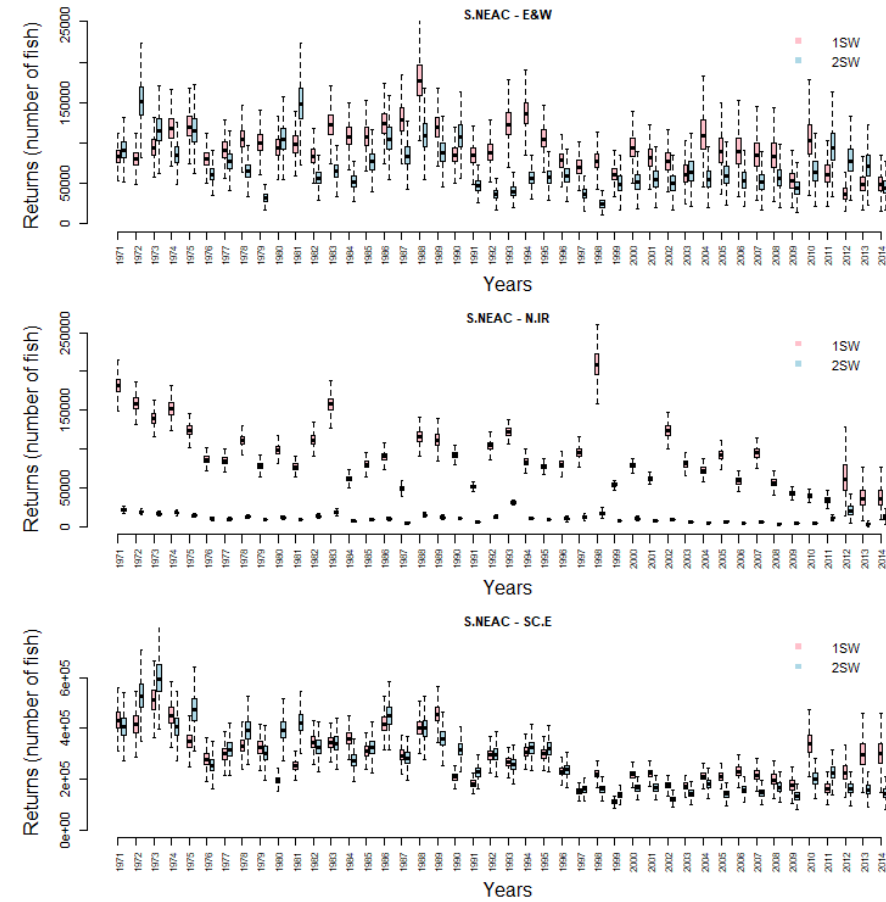 S.NEAC - E&W
1SW
2SW
Returns (number of fish)
0 50000 150000 25000
1971 1972 1973 1974 1975 1976 1977 1978 1979 1980 1981 1982 1983 1984 1985 1986 1987 1988 1989 1990 1991 1992 1993 1994 1995 1996 1997 1998 1999 2000 2001 2002 2003 2004 2005 2006 2007 2008 2009 2010 2011 2012 2013 2014
Years
S.NEAC - N.IR
1SW
2SW
Returns (number of fish)
0 50000 150000 250000
1971 1972 1973 1974 1975 1976 1977 1978 1979 1980 1981 1982 1983 1984 1985 1986 1987 1988 1989 1990 1991 1992 1993 1994 1995 1996 1997 1998 1999 2000 2001 2002 2003 2004 2005 2006 2007 2008 2009 2010 2011 2012 2013 2014
Years
S.NEAC - SC.E
1SW
2SW
Returns (number of fish)
0e+00 2e+05 4e+05 6e+05
1971 1972 1973 1974 1975 1976 1977 1978 1979 1980 1981 1982 1983 1984 1985 1986 1987 1988 1989 1990 1991 1992 1993 1994 1995 1996 1997 1998 1999 2000 2001 2002 2003 2004 2005 2006 2007 2008 2009 2010 2011 2012 2013 2014
Years